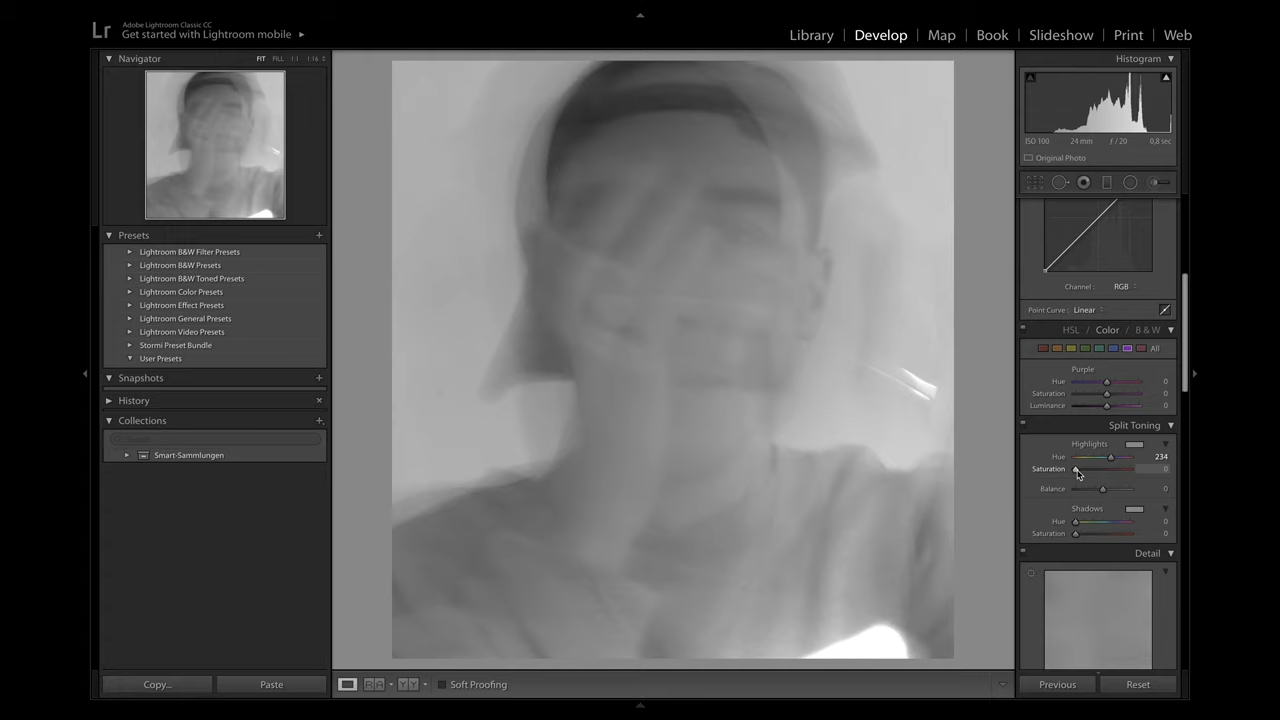 Lr
Adobe Lightroom Classic CC
Get started with Lightroom mobile
Library | Develop | Map | Book | Slideshow | Print | Web
Navigator FIT FILL 1:1 1:16
Presets +
Lightroom B&W Filter Presets
Lightroom B&W Presets
Lightroom B&W Toned Presets
Lightroom Color Presets
Lightroom Effect Presets
Lightroom General Presets
Lightroom Video Presets
Stormi Preset Bundle
User Presets
Snapshots +
History ×
Collections +
Smart-Sammlungen
Copy... Paste
Soft Proofing
Histogram
ISO 100 24 mm ƒ / 20 0,8 sec
Original Photo
Channel : RGB
Point Curve : Linear
HSL / Color / B & W
All
Purple
Hue 0
Saturation 0
Luminance 0
Split Toning
Highlights
Hue 234
Saturation 0
Balance 0
Shadows
Hue 0
Saturation 0
Detail
Previous Reset